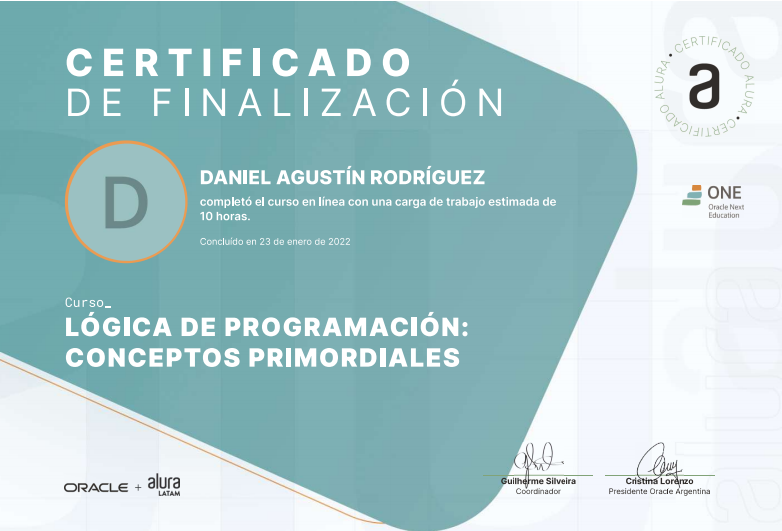 CERTIFICADO
DE FINALIZACIÓN
CERTIFICADO ALURA • CERTIFICADO ALURA •
a
D
DANIEL AGUSTÍN RODRÍGUEZ
completó el curso en línea con una carga de trabajo estimada de
10 horas.
Concluído en 23 de enero de 2022
ONE
Oracle Next
Education
Curso_
LÓGICA DE PROGRAMACIÓN:
CONCEPTOS PRIMORDIALES
ORACLE + alura
LATAM
Guilherme Silveira
Coordinador
Cristina Lorenzo
Presidente Oracle Argentina